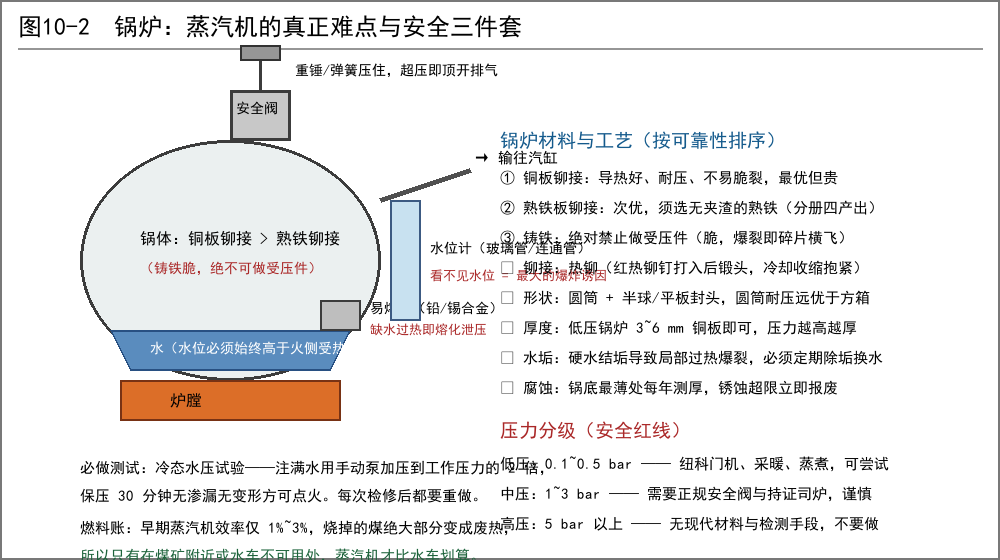 图10-2　锅炉：蒸汽机的真正难点与安全三件套
重锤/弹簧压住，超压即顶开排气
安全阀
→ 输往汽缸
锅体：铜板铆接 > 熟铁铆接
（铸铁脆，绝不可做受压件）
水位计（玻璃管/连通管）
看不见水位 = 最大的爆炸诱因
易（铅/锡合金）
缺水过热即熔化泄压
水（水位必须始终高于火侧受热
炉膛
必做测试：冷态水压试验——注满水用手动泵加压到工作压力的 2 倍，
保压 30 分钟无渗漏无变形方可点火。每次检修后都要重做。
燃料账：早期蒸汽机效率仅 1%~3%，烧掉的煤绝大部分变成废热，
所以只有在煤矿附近或水车不可用处，蒸汽机才比水车划算。
锅炉材料与工艺（按可靠性排序）
① 铜板铆接：导热好、耐压、不易脆裂，最优但贵
② 熟铁板铆接：次优，须选无夹渣的熟铁（分册四产出）
③ 铸铁：绝对禁止做受压件（脆，爆裂即碎片横飞）
□ 铆接：热铆（红热铆钉打入后锻头，冷却收缩抱紧）
□ 形状：圆筒 + 半球/平板封头，圆筒耐压远优于方箱
□ 厚度：低压锅炉 3~6 mm 铜板即可，压力越高越厚
□ 水垢：硬水结垢导致局部过热爆裂，必须定期除垢换水
□ 腐蚀：锅底最薄处每年测厚，锈蚀超限立即报废
压力分级（安全红线）
低压：0.1~0.5 bar —— 纽科门机、采暖、蒸煮，可尝试
中压：1~3 bar —— 需要正规安全阀与持证司炉，谨慎
高压：5 bar 以上 —— 无现代材料与检测手段，不要做